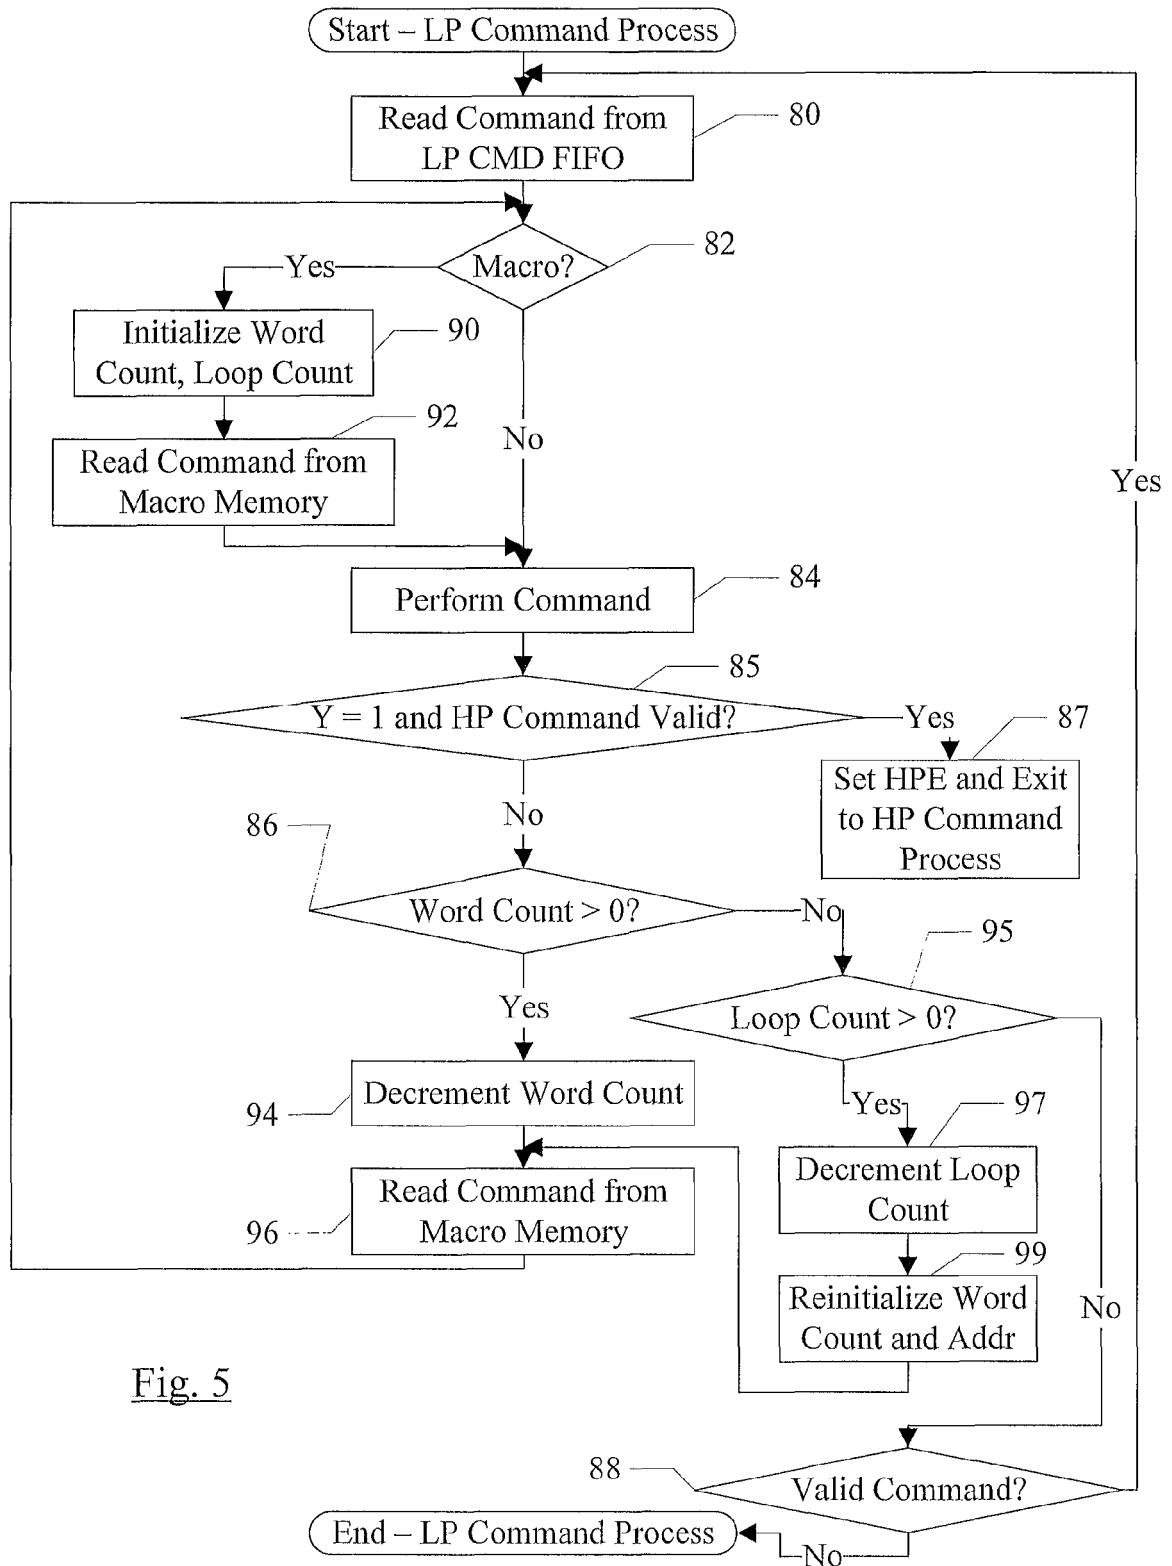 Start – LP Command Process
Read Command from
LP CMD FIFO
80
Macro?
82
Yes
Initialize Word
Count, Loop Count
90
92
Read Command from
Macro Memory
No
Yes
Perform Command
84
85
Y = 1 and HP Command Valid?
Yes
87
Set HPE and Exit
to HP Command
Process
No
86
Word Count > 0?
No
95
Loop Count > 0?
Yes
Decrement Word Count
94
Yes
97
Decrement Loop
Count
Read Command from
Macro Memory
96
99
Reinitialize Word
Count and Addr
No
Fig. 5
88
Valid Command?
End – LP Command Process
No